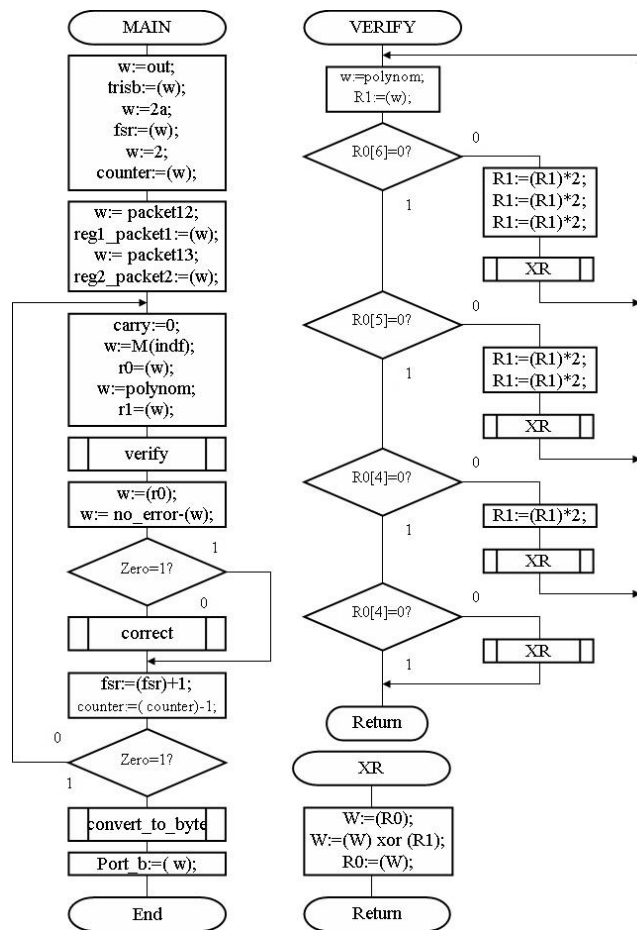 MAIN
w:=out;
trisb:=(w);
w:=2a;
fsr:=(w);
w:=2;
counter:=(w);
w:= packet12;
reg1_packet1:=(w);
w:= packet13;
reg2_packet2:=(w);
carry:=0;
w:=M(indf);
r0=(w);
w:=polynom;
r1=(w);
verify
w:=(r0);
w:= no_error-(w);
Zero=1?
1
0
correct
fsr:=(fsr)+1;
counter:=( counter)-1;
Zero=1?
0
1
convert_to_byte
Port_b:=( w);
End
VERIFY
w:=polynom;
R1:=(w);
R0[6]=0?
0
1
R1:=(R1)*2;
R1:=(R1)*2;
R1:=(R1)*2;
XR
R0[5]=0?
0
1
R1:=(R1)*2;
R1:=(R1)*2;
XR
R0[4]=0?
0
1
R1:=(R1)*2;
XR
R0[4]=0?
0
1
XR
Return
XR
W:=(R0);
W:=(W) xor (R1);
R0:=(W);
Return